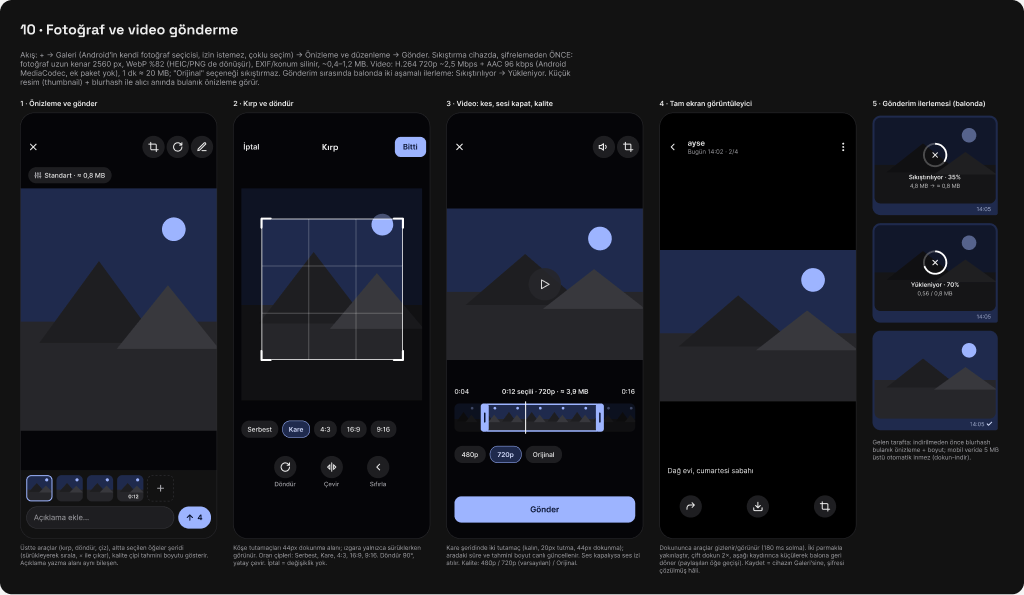 10 · Fotoğraf ve video gönderme
Akış: + → Galeri (Android'in kendi fotoğraf seçicisi, izin istemez, çoklu seçim) → Önizleme ve düzenleme → Gönder. Sıkıştırma cihazda, şifrelemeden ÖNCE:
fotoğraf uzun kenar 2560 px, WebP %82 (HEIC/PNG de dönüşür), EXIF/konum silinir, ~0,4–1,2 MB. Video: H.264 720p ~2,5 Mbps + AAC 96 kbps (Android
MediaCodec, ek paket yok), 1 dk ≈ 20 MB; "Orijinal" seçeneği sıkıştırmaz. Gönderim sırasında balonda iki aşamalı ilerleme: Sıkıştırılıyor → Yükleniyor. Küçük
resim (thumbnail) + blurhash ile alıcı anında bulanık önizleme görür.
1 · Önizleme ve gönder
Standart · ≈ 0,8 MB
0:12
Açıklama ekle...
4
Üstte araçlar (kırp, döndür, çiz), altta seçilen öğeler şeridi
(sürükleyerek sırala, × ile çıkar), kalite çipi tahmini boyutu gösterir.
Açıklama yazma alanı aynı bileşen.
2 · Kırp ve döndür
İptal
Kırp
Bitti
Serbest
Kare
4:3
16:9
9:16
Döndür
Çevir
Sıfırla
Köşe tutamaçları 44px dokunma alanı; ızgara yalnızca sürüklerken
görünür. Oran çipleri: Serbest, Kare, 4:3, 16:9, 9:16. Döndür 90°,
yatay çevir. İptal = değişiklik yok.
3 · Video: kes, sesi kapat, kalite
0:04
0:12 seçili · 720p · ≈ 3,9 MB
0:16
480p
720p
Orijinal
Gönder
Kare şeridinde iki tutamaç (kalın, 20px tutma, 44px dokunma);
aradaki süre ve tahmini boyut canlı güncellenir. Ses kapalıysa ses izi
atılır. Kalite: 480p / 720p (varsayılan) / Orijinal.
4 · Tam ekran görüntüleyici
ayse
Bugün 14:02 · 2/4
Dağ evi, cumartesi sabahı
Dokununca araçlar gizlenir/görünür (180 ms solma). İki parmakla
yakınlaştır, çift dokun 2×, aşağı kaydırınca küçülerek balona geri
döner (paylaşılan öğe geçişi). Kaydet = cihazın Galeri'sine, şifresi
çözülmüş hâli.
5 · Gönderim ilerlemesi (balonda)
Sıkıştırılıyor · 35%
4,8 MB → ≈ 0,8 MB
14:05
Yükleniyor · 70%
0,56 / 0,8 MB
14:05
14:05
Gelen tarafta: indirilmeden önce blurhash
bulanık önizleme + boyut; mobil veride 5 MB
üstü otomatik inmez (dokun-indir).